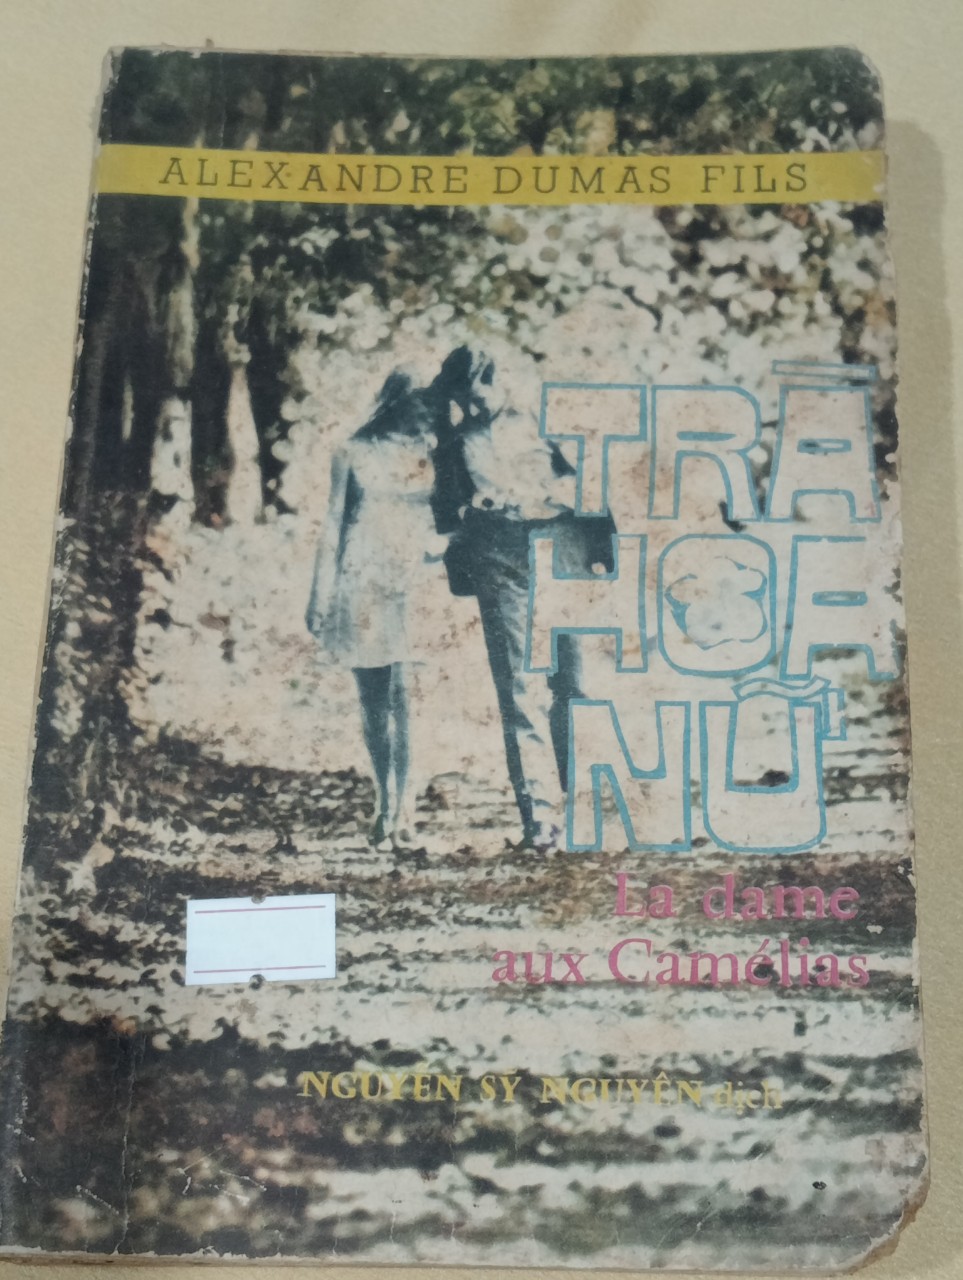 ALEXANDRE DUMAS FILS
TRÀ
HOA
NỮ
La dame
aux Camélias
NGUYỄN SỸ NGUYÊN dịch